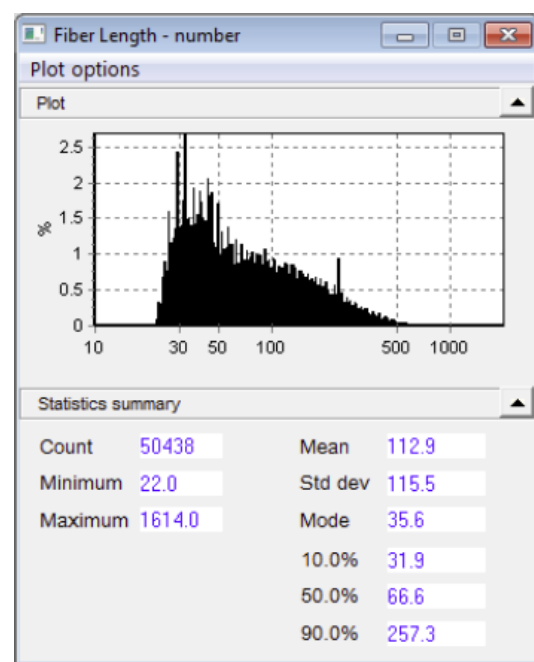 Fiber Length - number
Plot options
Plot
2.5
2
1.5
1
0.5
0
%
10 30 50 100 500 1000
Statistics summary
Count 50438 Mean 112.9
Minimum 22.0 Std dev 115.5
Maximum 1614.0 Mode 35.6
10.0% 31.9
50.0% 66.6
90.0% 257.3